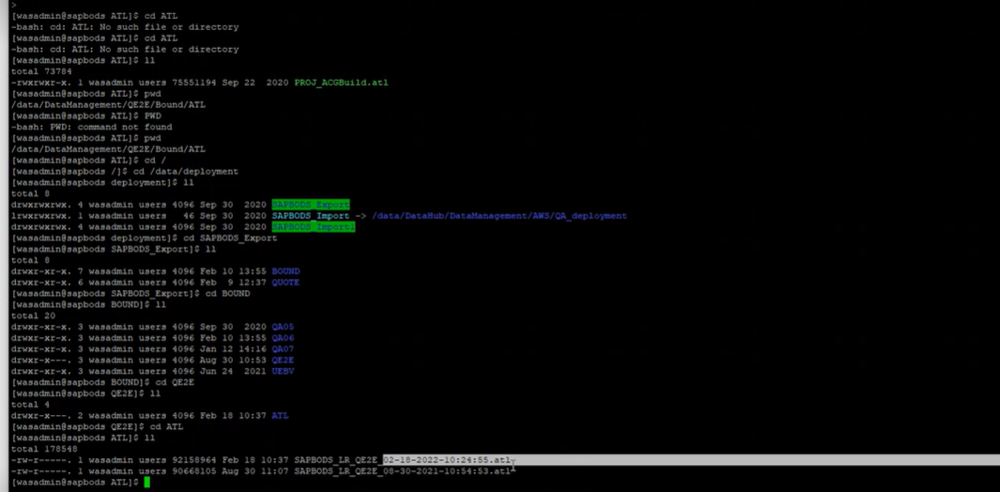 >
[wasadmin@sapbods ATL]$ cd ATL
-bash: cd: ATL: No such file or directory
[wasadmin@sapbods ATL]$ cd ATL
-bash: cd: ATL: No such file or directory
[wasadmin@sapbods ATL]$ ll
total 73784
-rwxrwxr-x. 1 wasadmin users 75551194 Sep 22  2020 PROJ_ACGBuild.atl
[wasadmin@sapbods ATL]$ pwd
/data/DataManagement/QE2E/Bound/ATL
[wasadmin@sapbods ATL]$ PWD
-bash: PWD: command not found
[wasadmin@sapbods ATL]$ pwd
/data/DataManagement/QE2E/Bound/ATL
[wasadmin@sapbods ATL]$ cd /
[wasadmin@sapbods /]$ cd /data/deployment
[wasadmin@sapbods deployment]$ ll
total 8
drwxrwxrwx. 4 wasadmin users 4096 Sep 30  2020 SAPBODS_Export
lrwxrwxrwx. 1 wasadmin users   46 Sep 30  2020 SAPBODS_Import -> /data/DataHub/DataManagement/AWS/QA_deployment
drwxrwxrwx. 4 wasadmin users 4096 Sep 30  2020 SAPBODS_Import1
[wasadmin@sapbods deployment]$ cd SAPBODS_Export
[wasadmin@sapbods SAPBODS_Export]$ ll
total 8
drwxr-xr-x. 7 wasadmin users 4096 Feb 10 13:55 BOUND
drwxr-xr-x. 6 wasadmin users 4096 Feb  9 12:37 QUOTE
[wasadmin@sapbods SAPBODS_Export]$ cd BOUND
[wasadmin@sapbods BOUND]$ ll
total 20
drwxr-xr-x. 3 wasadmin users 4096 Sep 30  2020 QA05
drwxr-xr-x. 3 wasadmin users 4096 Feb 10 13:55 QA06
drwxr-xr-x. 3 wasadmin users 4096 Jan 12 14:16 QA07
drwxr-x---. 3 wasadmin users 4096 Aug 30 10:53 QE2E
drwxr-xr-x. 3 wasadmin users 4096 Jun 24  2021 UEBV
[wasadmin@sapbods BOUND]$ cd QE2E
[wasadmin@sapbods QE2E]$ ll
total 4
drwxr-x---. 2 wasadmin users 4096 Feb 18 10:37 ATL
[wasadmin@sapbods QE2E]$ cd ATL
[wasadmin@sapbods ATL]$ ll
total 178548
-rw-r-----. 1 wasadmin users 92158964 Feb 18 10:37 SAPBODS_LR_QE2E_02-18-2022-10:24:55.atl
-rw-r-----. 1 wasadmin users 90668105 Aug 30 11:07 SAPBODS_LR_QE2E_08-30-2021-10:54:53.atl
[wasadmin@sapbods ATL]$